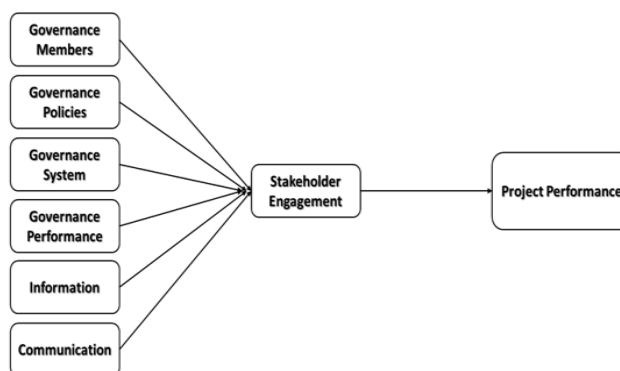 Governance
Members
Governance
Policies
Governance
System
Governance
Performance
Information
Communication
Stakeholder
Engagement
Project Performance